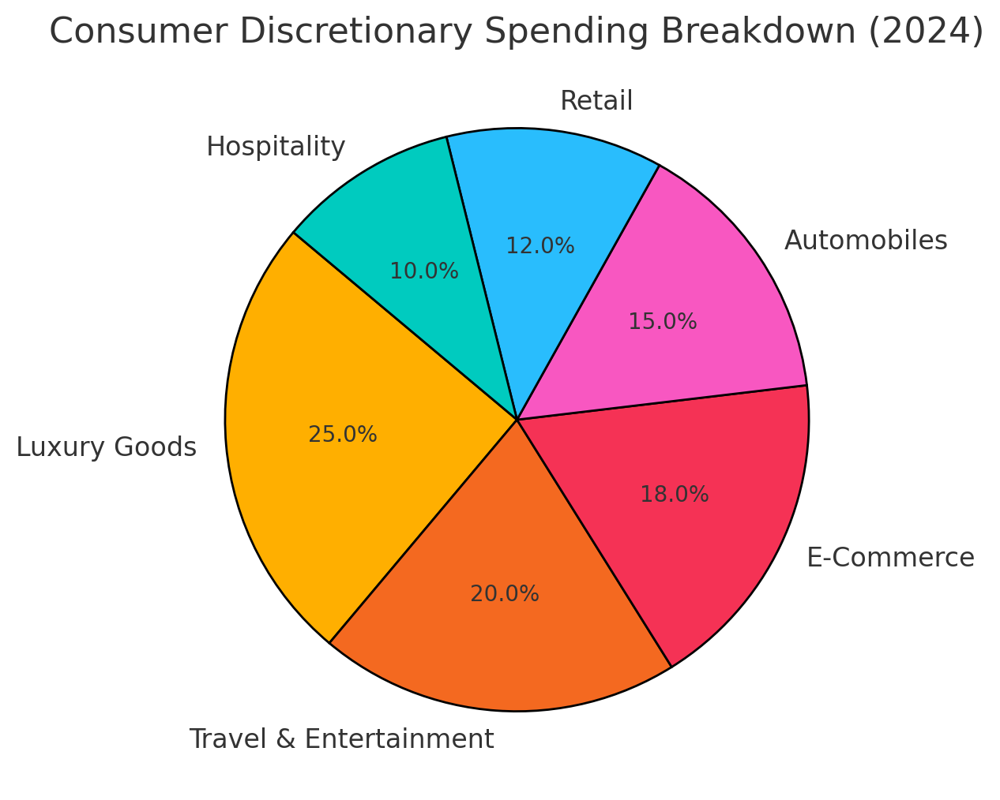 Consumer Discretionary Spending Breakdown (2024)
Retail
Hospitality
Automobiles
12.0%
10.0%
15.0%
25.0%
Luxury Goods
18.0%
E-Commerce
20.0%
Travel & Entertainment